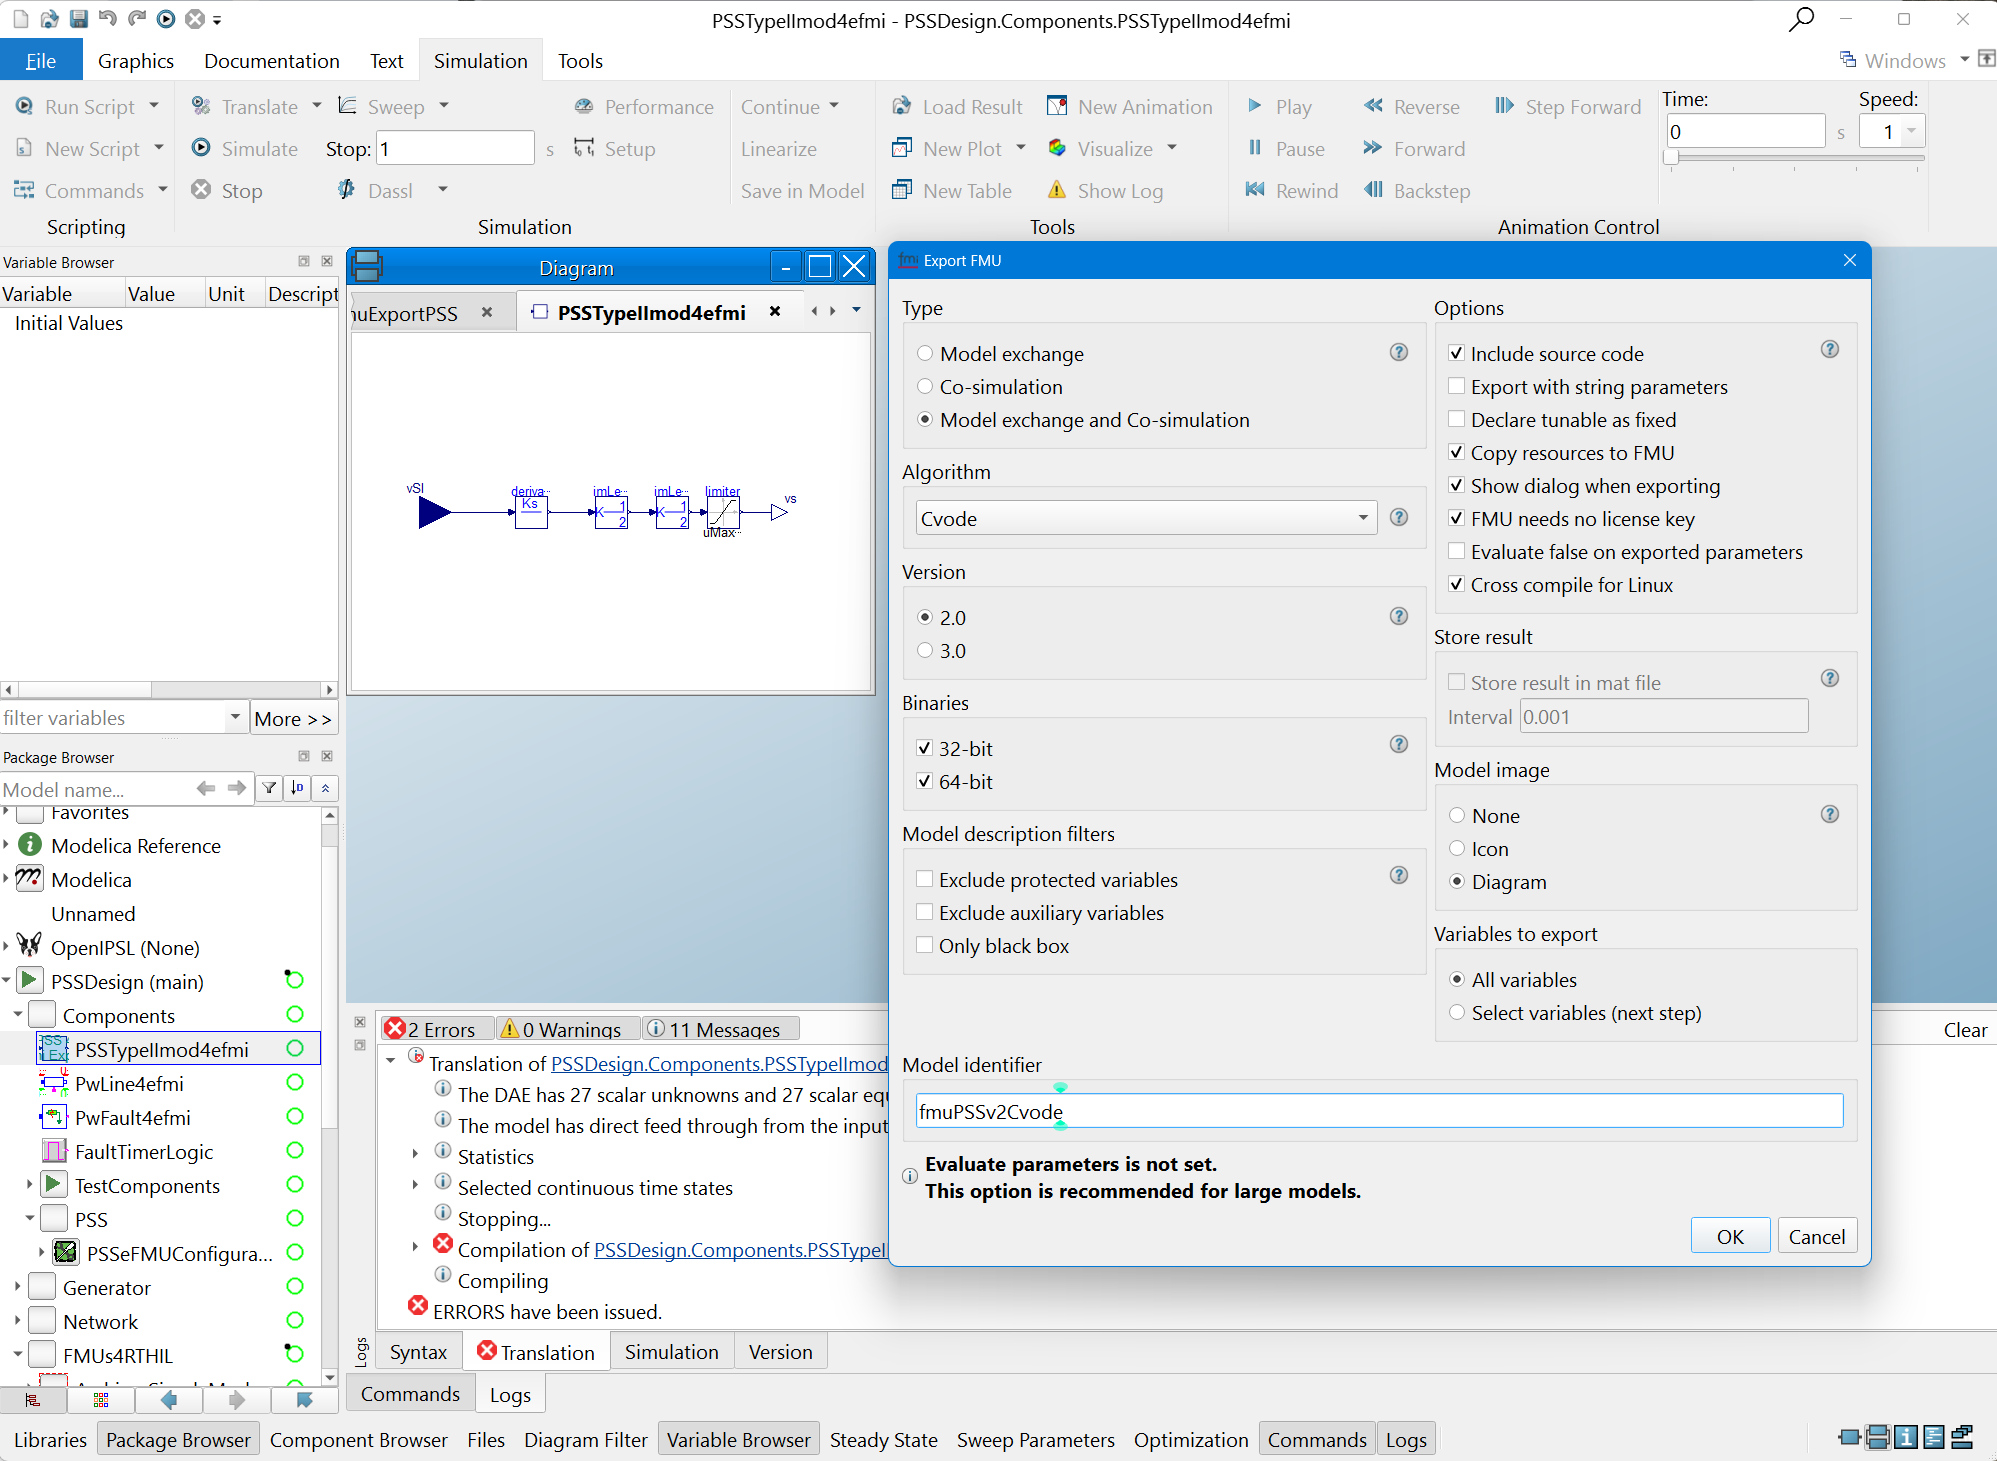 PSSTypeIImod4efmi - PSSDesign.Components.PSSTypeIImod4efmi
File Graphics Documentation Text Simulation Tools Windows
Run Script Translate Sweep Performance Continue Load Result New Animation Play Reverse Step Forward Time: Speed:
New Script Simulate Stop: 1 s Setup Linearize New Plot Visualize Pause Forward 0 s 1
Commands Stop Dassl Save in Model New Table Show Log Rewind Backstep
Scripting Simulation Tools Animation Control
Variable Browser
Variable Value Unit Descript
Initial Values
filter variables More >>
Package Browser
Model name...
Favorites
Modelica Reference
Modelica
Unnamed
OpenIPSL (None)
PSSDesign (main)
Components
PSSTypeIImod4efmi
PwLine4efmi
PwFault4efmi
FaultTimerLogic
TestComponents
PSS
PSSeFMUConfigura...
Generator
Network
FMUs4RTHIL
Diagram
nuExportPSS PSSTypeIImod4efmi
vSI deriva... imLe... imLe... limiter vs
Ks K 1 2 K 1 2
uMax...
2 Errors 0 Warnings 11 Messages Clear
Translation of PSSDesign.Components.PSSTypeIImod
The DAE has 27 scalar unknowns and 27 scalar equ
The model has direct feed through from the input
Statistics
Selected continuous time states
Stopping...
Compilation of PSSDesign.Components.PSSTypeI
Compiling
ERRORS have been issued.
Logs
Syntax Translation Simulation Version
Commands Logs
Export FMU
Type
Model exchange
Co-simulation
Model exchange and Co-simulation
Algorithm
Cvode
Version
2.0
3.0
Binaries
32-bit
64-bit
Model description filters
Exclude protected variables
Exclude auxiliary variables
Only black box
Options
Include source code
Export with string parameters
Declare tunable as fixed
Copy resources to FMU
Show dialog when exporting
FMU needs no license key
Evaluate false on exported parameters
Cross compile for Linux
Store result
Store result in mat file
Interval 0.001
Model image
None
Icon
Diagram
Variables to export
All variables
Select variables (next step)
Model identifier
fmuPSSv2Cvode
Evaluate parameters is not set.
This option is recommended for large models.
OK Cancel
Libraries Package Browser Component Browser Files Diagram Filter Variable Browser Steady State Sweep Parameters Optimization Commands Logs